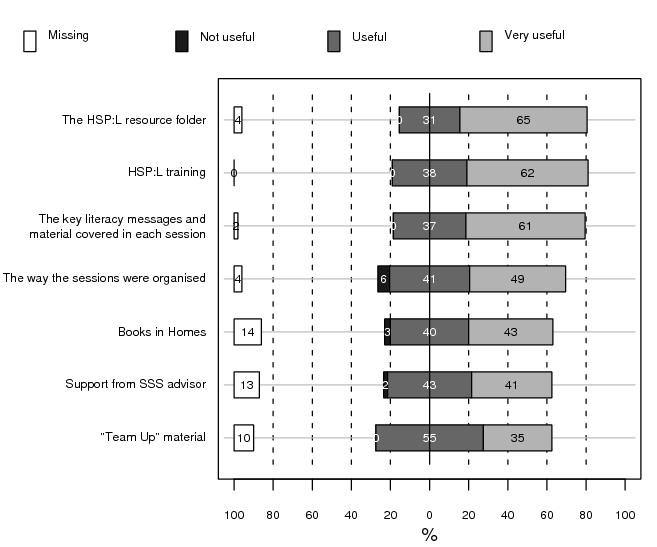 Missing Not useful Useful Very useful
The HSP:L resource folder 4 0 31 65
HSP:L training 0 0 38 62
The key literacy messages and
material covered in each session 2 0 37 61
The way the sessions were organised 4 6 41 49
Books in Homes 14 3 40 43
Support from SSS advisor 13 2 43 41
"Team Up" material 10 0 55 35
100 80 60 40 20 0 20 40 60 80 100
%